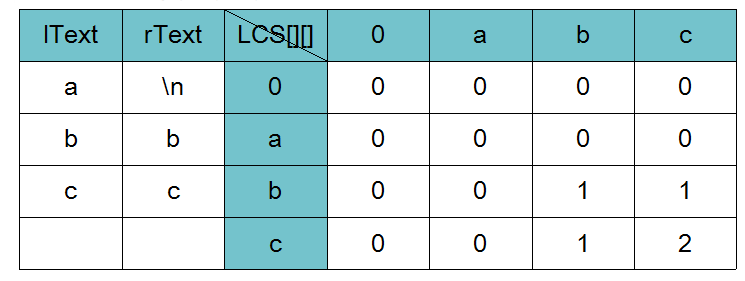 lText rText LCS[][] 0 a b c
a \n 0 0 0 0 0
b b a 0 0 0 0
c c b 0 0 1 1
c 0 0 1 2